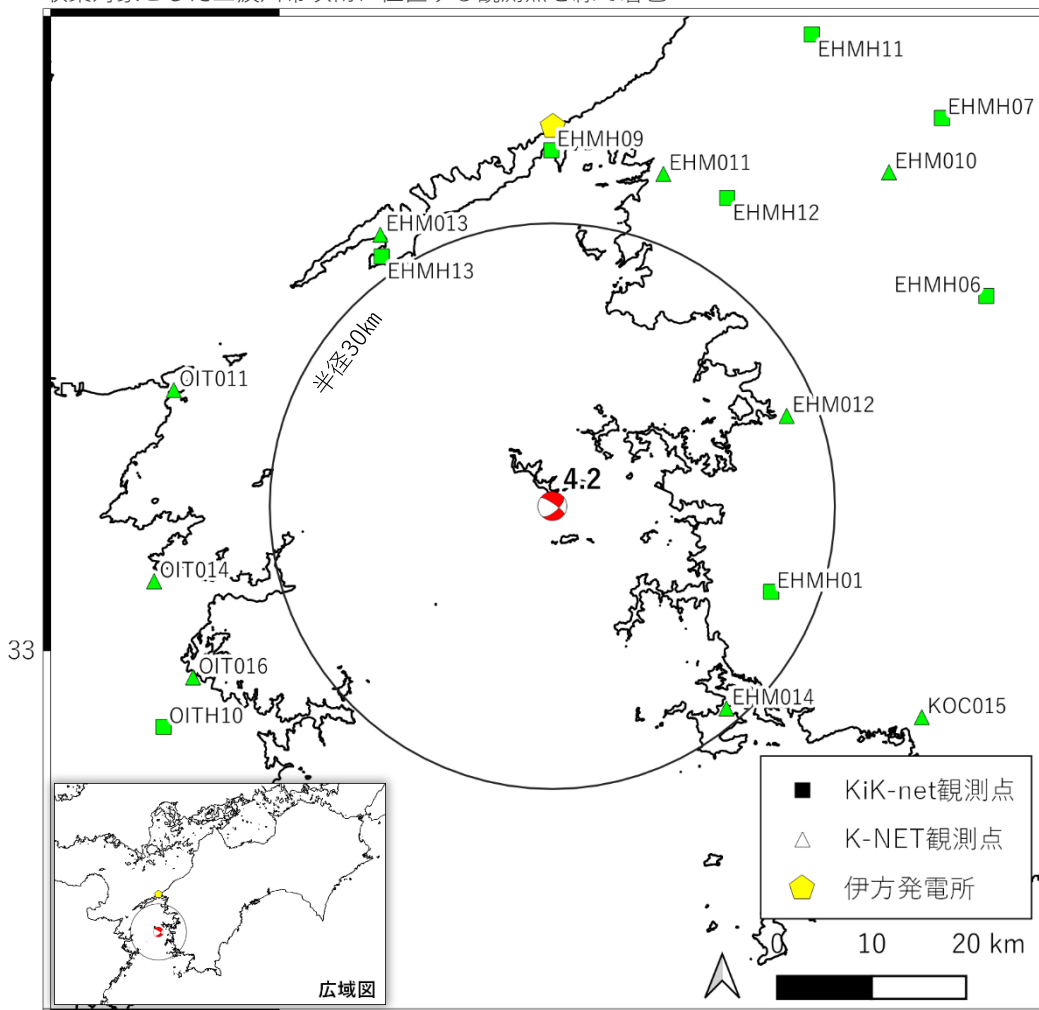 EHMH11
EHMH07
EHMH09
EHM011
EHM010
EHMH12
EHM013
EHMH13
EHMH06
半径30km
OIT011
EHM012
4.2
OIT014
EHMH01
33
OIT016
EHM014
KOC015
OITH10
KiK-net観測点
K-NET観測点
伊方発電所
0 10 20 km
広域図